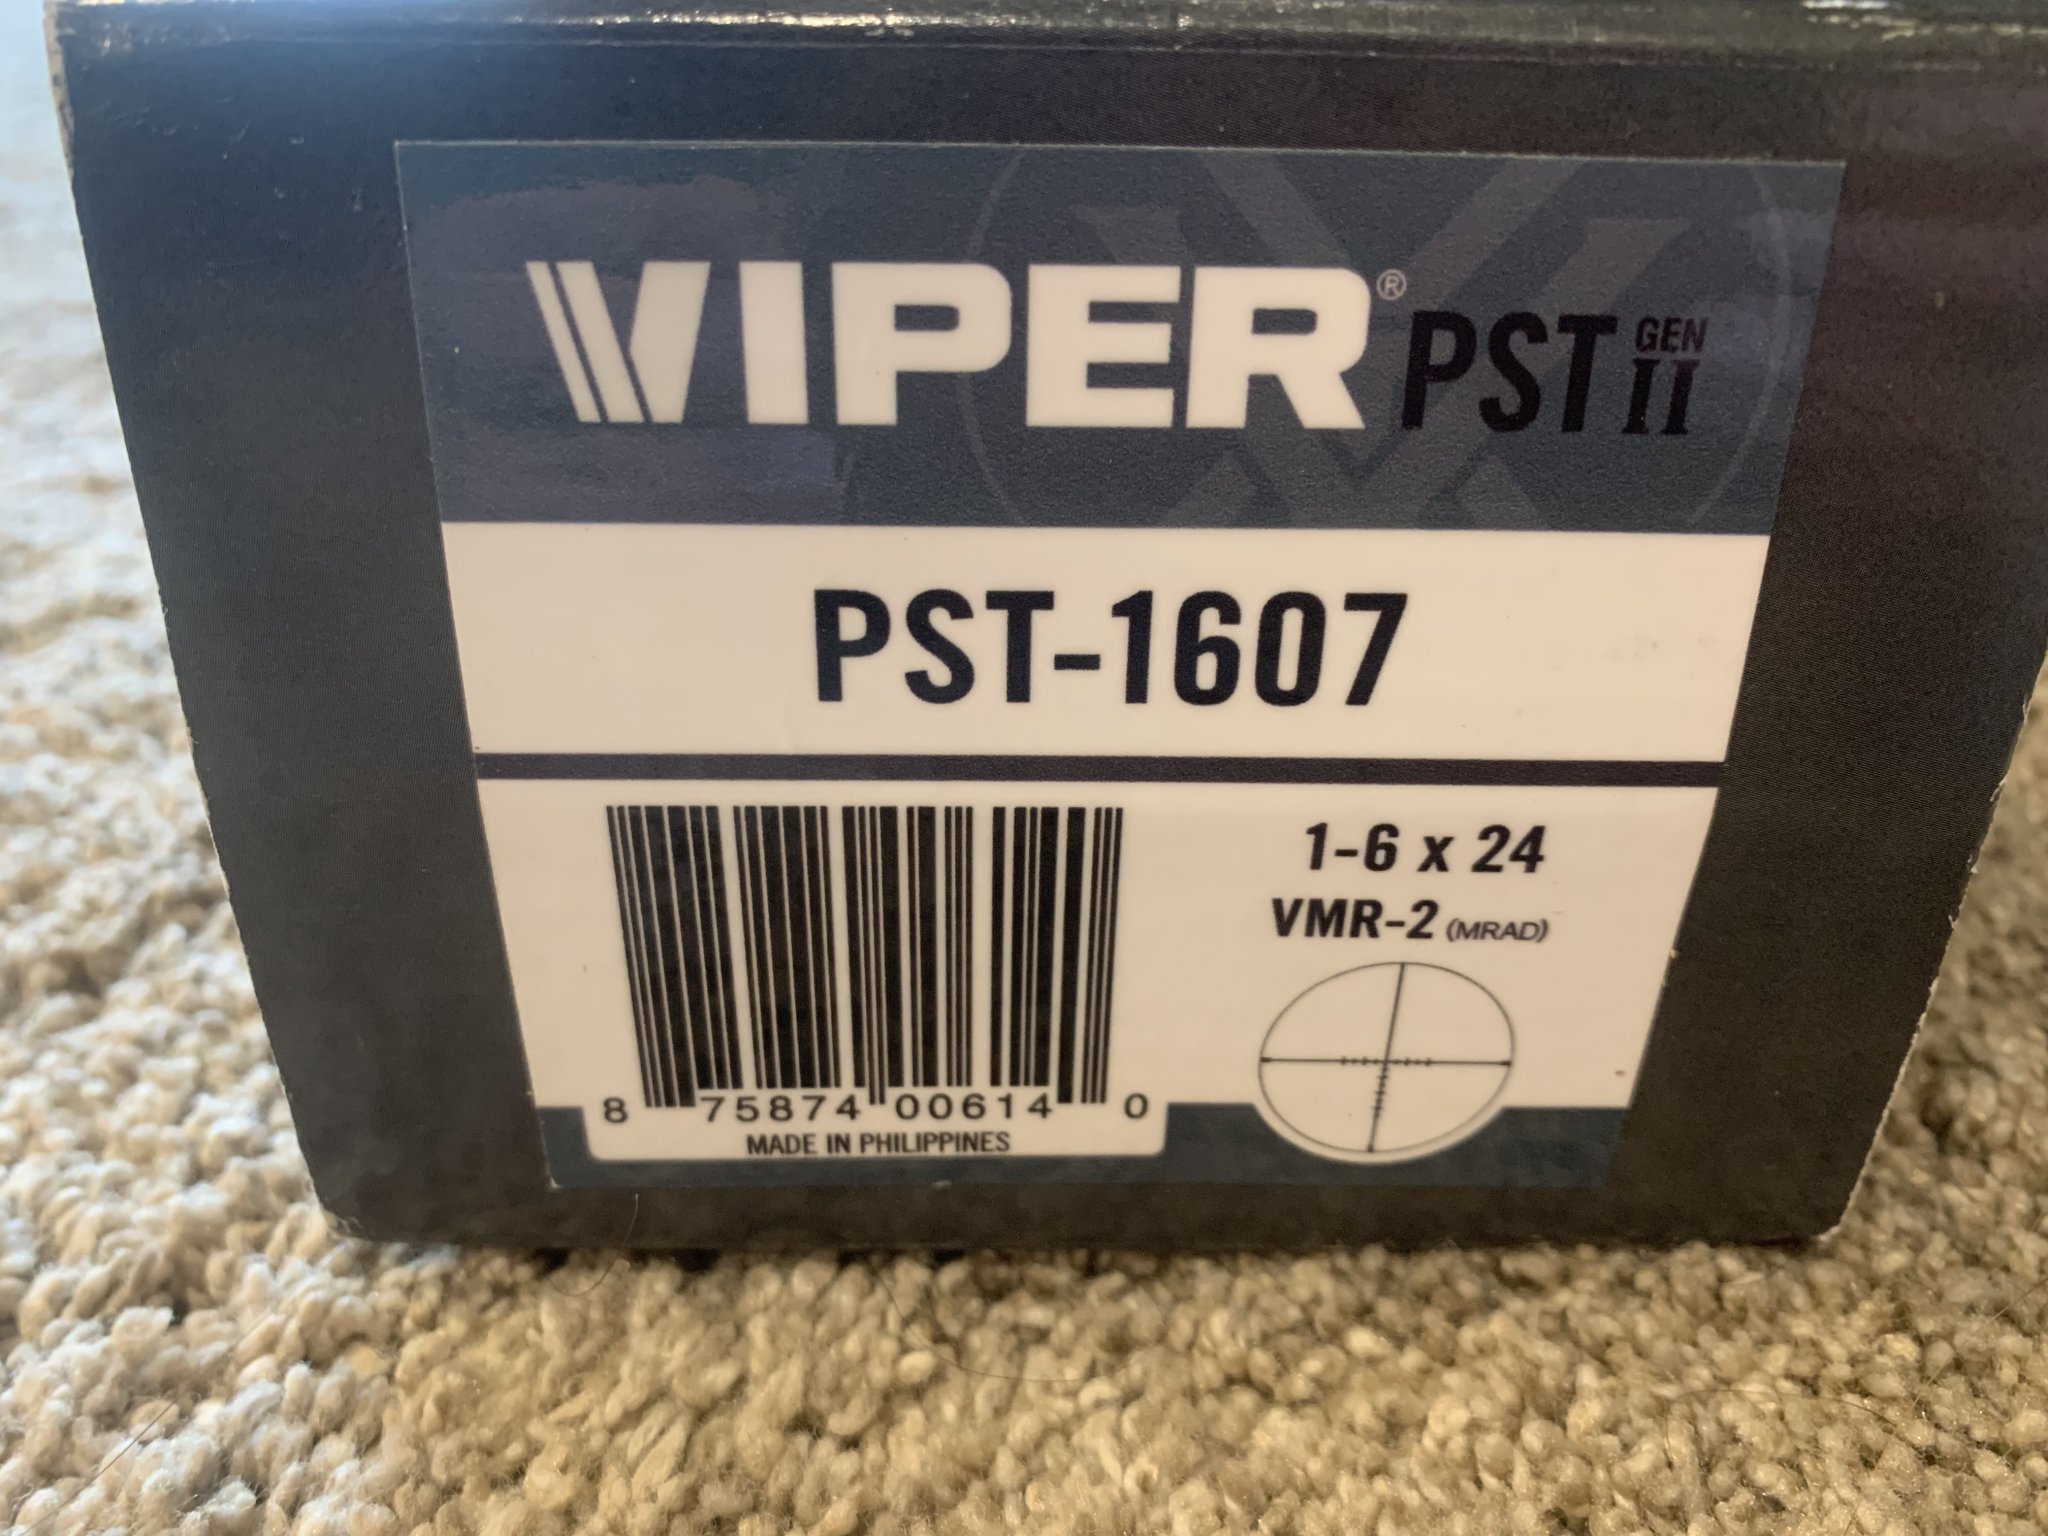 VIPER® PST GEN II
PST-1607
1-6 x 24
VMR-2 (MRAD)
8 75874 00614 0
MADE IN PHILIPPINES